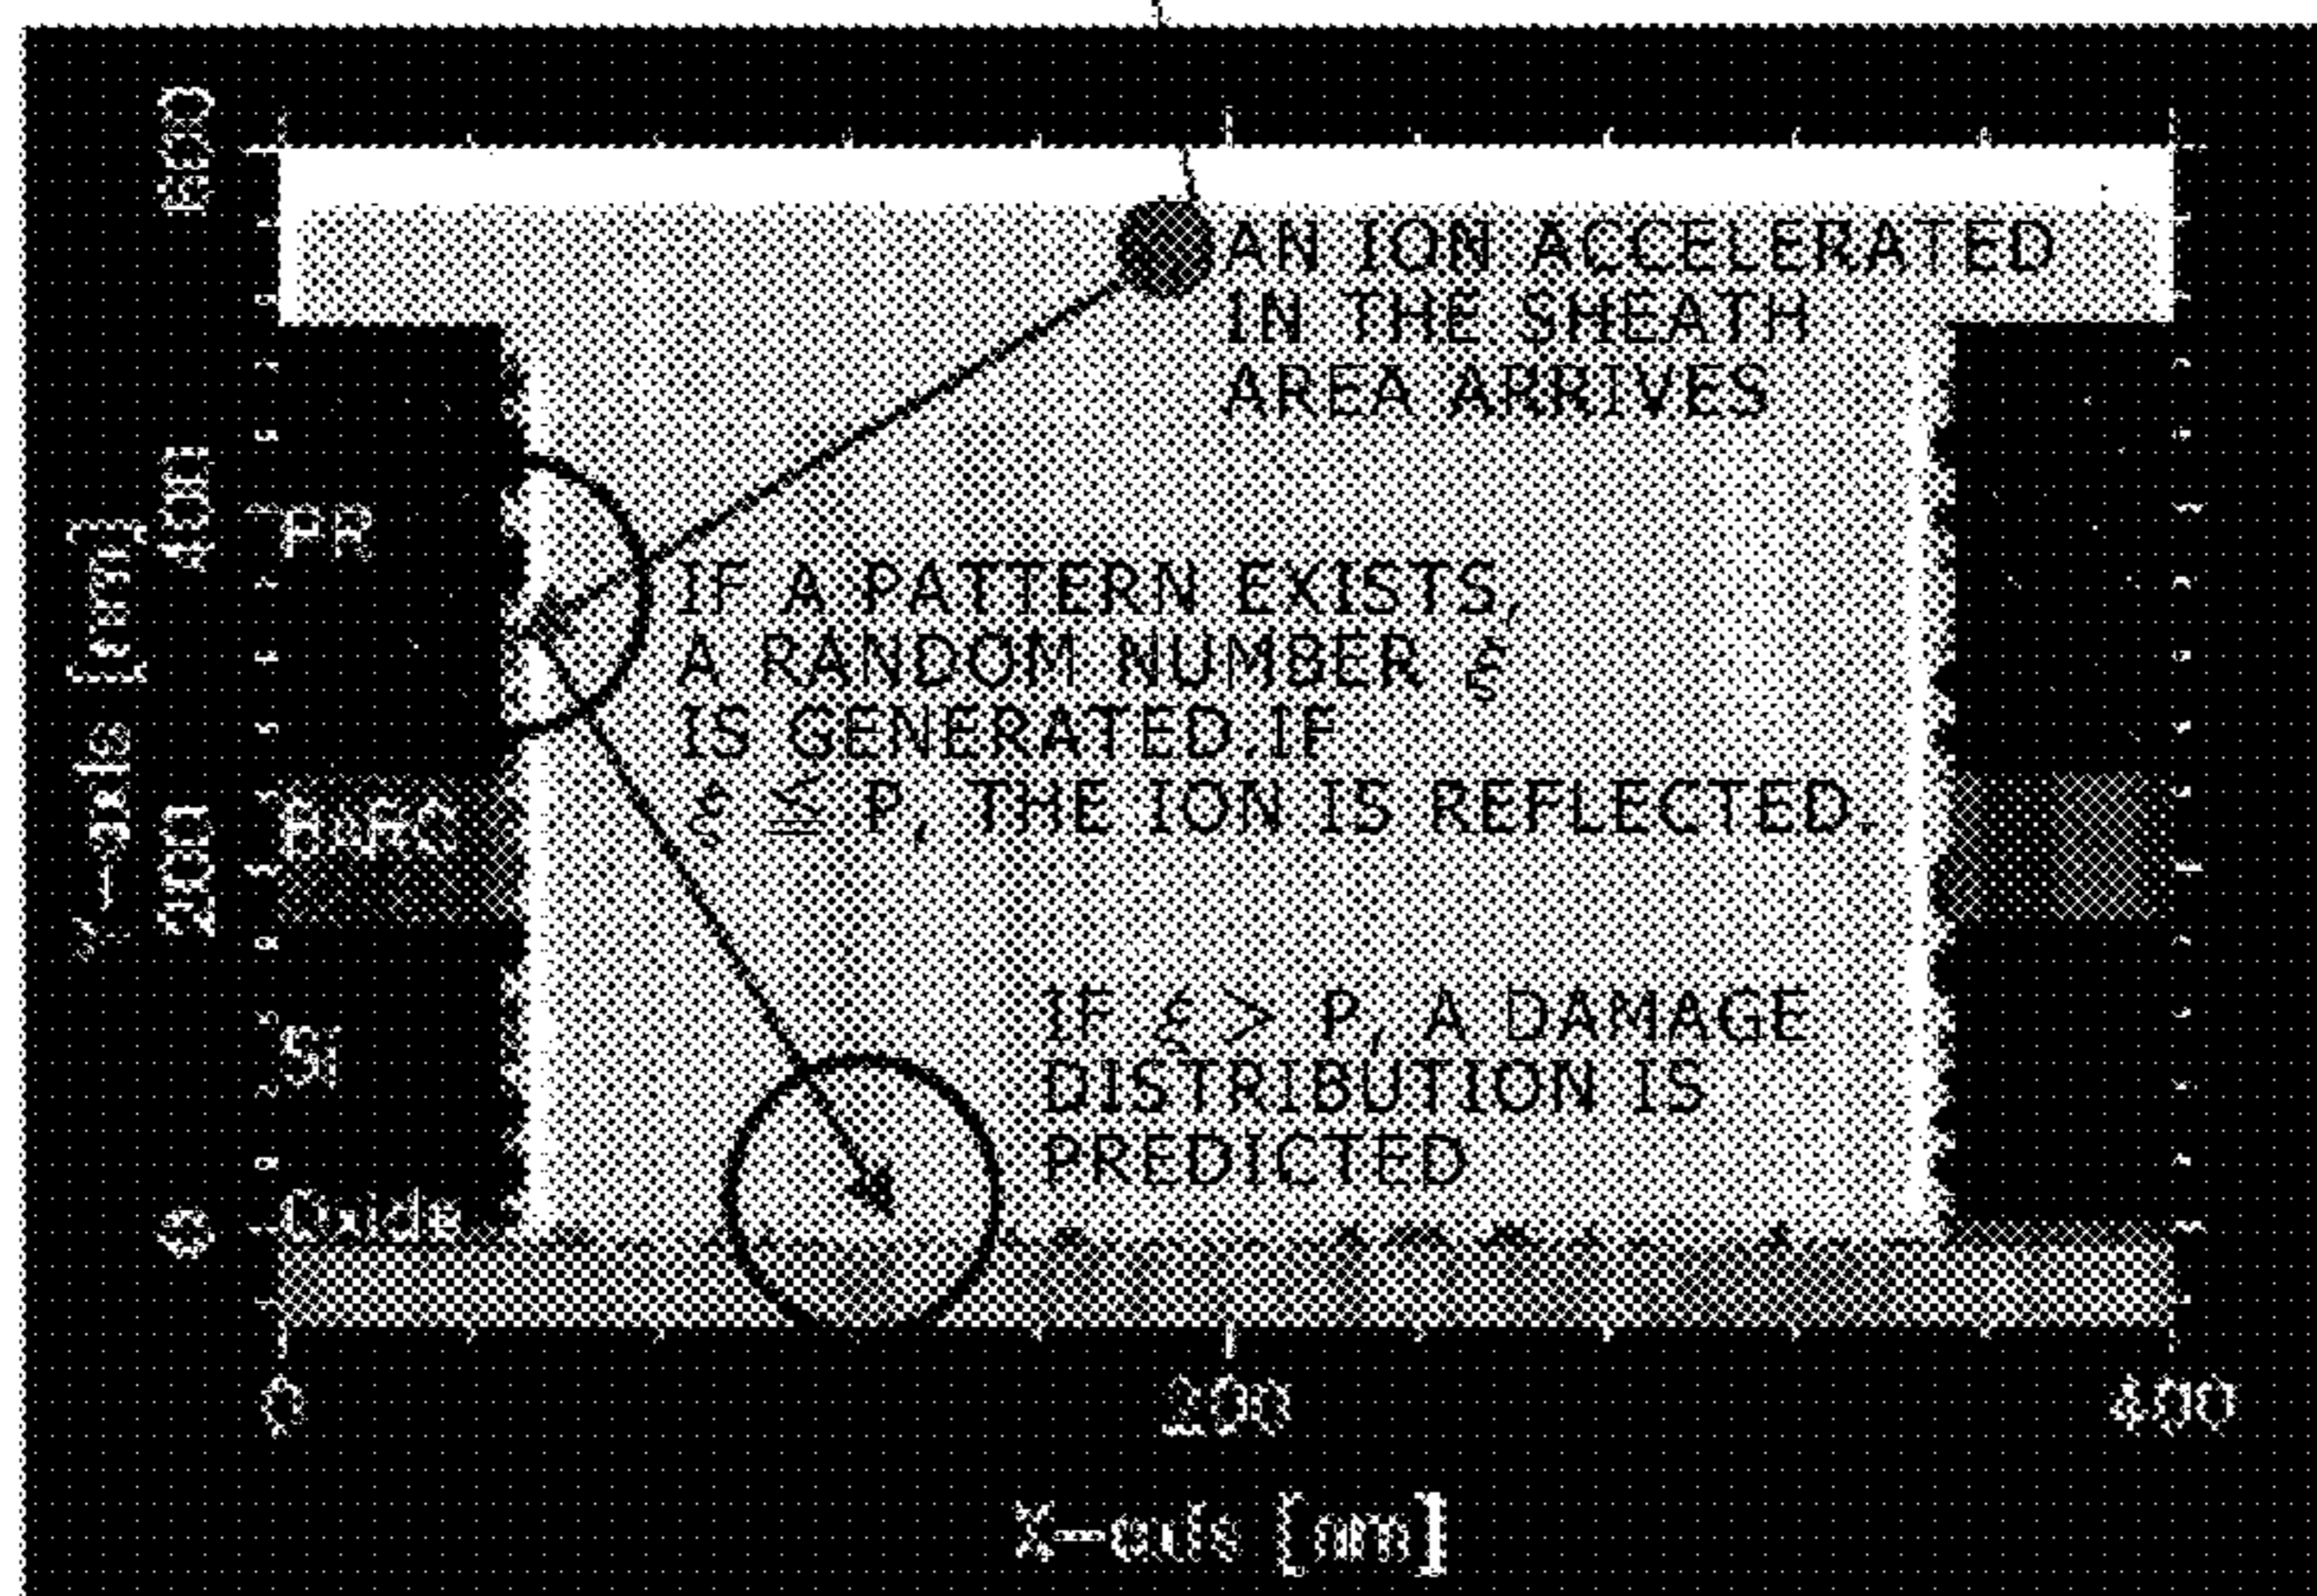 600
AN ION ACCELERATED
IN THE SHEATH
AREA ARRIVES
400
PR
IF A PATTERN EXISTS,
A RANDOM NUMBER ξ
IS GENERATED.IF
ξ ≦ P, THE ION IS REFLECTED.
[nm]
200
BARC
IF ξ > P, A DAMAGE
DISTRIBUTION IS
PREDICTED
Si
Oxide
0
0
200
400
X-axis [nm]